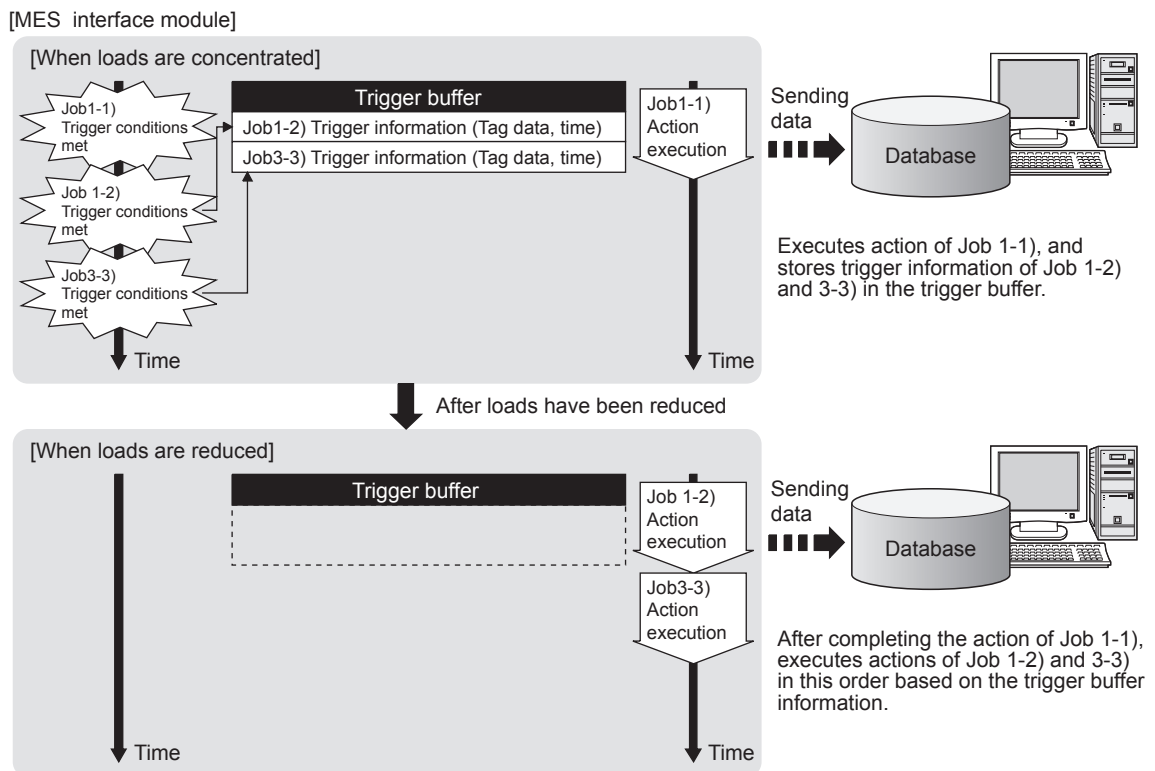 [MES interface module]
[When loads are concentrated]
Job1-1)
Trigger conditions
met
Job 1-2)
Trigger conditions
met
Job3-3)
Trigger conditions
met
Time
Trigger buffer
Job1-2) Trigger information (Tag data, time)
Job3-3) Trigger information (Tag data, time)
Job1-1)
Action
execution
Time
Sending
data
Database
Executes action of Job 1-1), and
stores trigger information of Job 1-2)
and 3-3) in the trigger buffer.
After loads have been reduced
[When loads are reduced]
Time
Trigger buffer
Job 1-2)
Action
execution
Job3-3)
Action
execution
Time
Sending
data
Database
After completing the action of Job 1-1),
executes actions of Job 1-2) and 3-3)
in this order based on the trigger buffer
information.